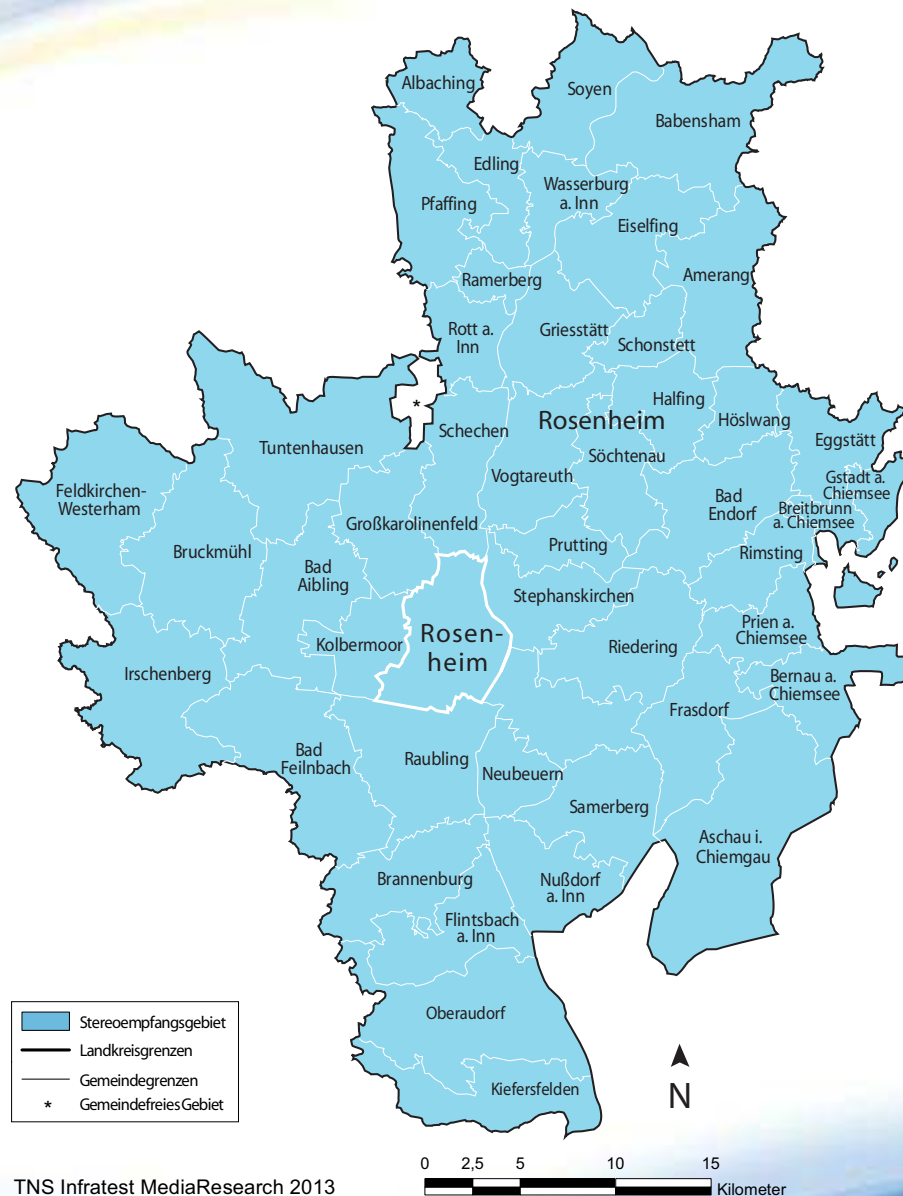 Albaching
Soyen
Babensham
Edling
Wasserburg
a. Inn
Pfaffing
Eiselfing
Ramerberg
Amerang
Rott a.
Inn
Griesstätt
Schonstett
*
Halfing
Schechen
Rosenheim
Höslwang
Eggstätt
Tuntenhausen
Söchtenau
Feldkirchen-
Westerham
Vogtareuth
Bad
Endorf
Gstadt a.
Chiemsee
Breitbrunn
a. Chiemsee
Großkarolinenfeld
Bruckmühl
Prutting
Rimsting
Bad
Aibling
Stephanskirchen
Prien a.
Chiemsee
Kolbermoor
Rosen-
heim
Riedering
Irschenberg
Bernau a.
Chiemsee
Frasdorf
Bad
Feilnbach
Raubling
Neubeuern
Samerberg
Aschau i.
Chiemgau
Brannenburg
Nußdorf
a. Inn
Flintsbach
a. Inn
Oberaudorf
Kiefersfelden
Stereoempfangsgebiet
Landkreisgrenzen
Gemeindegrenzen
* Gemeindefreies Gebiet
N
0 2,5 5 10 15
Kilometer
TNS Infratest MediaResearch 2013